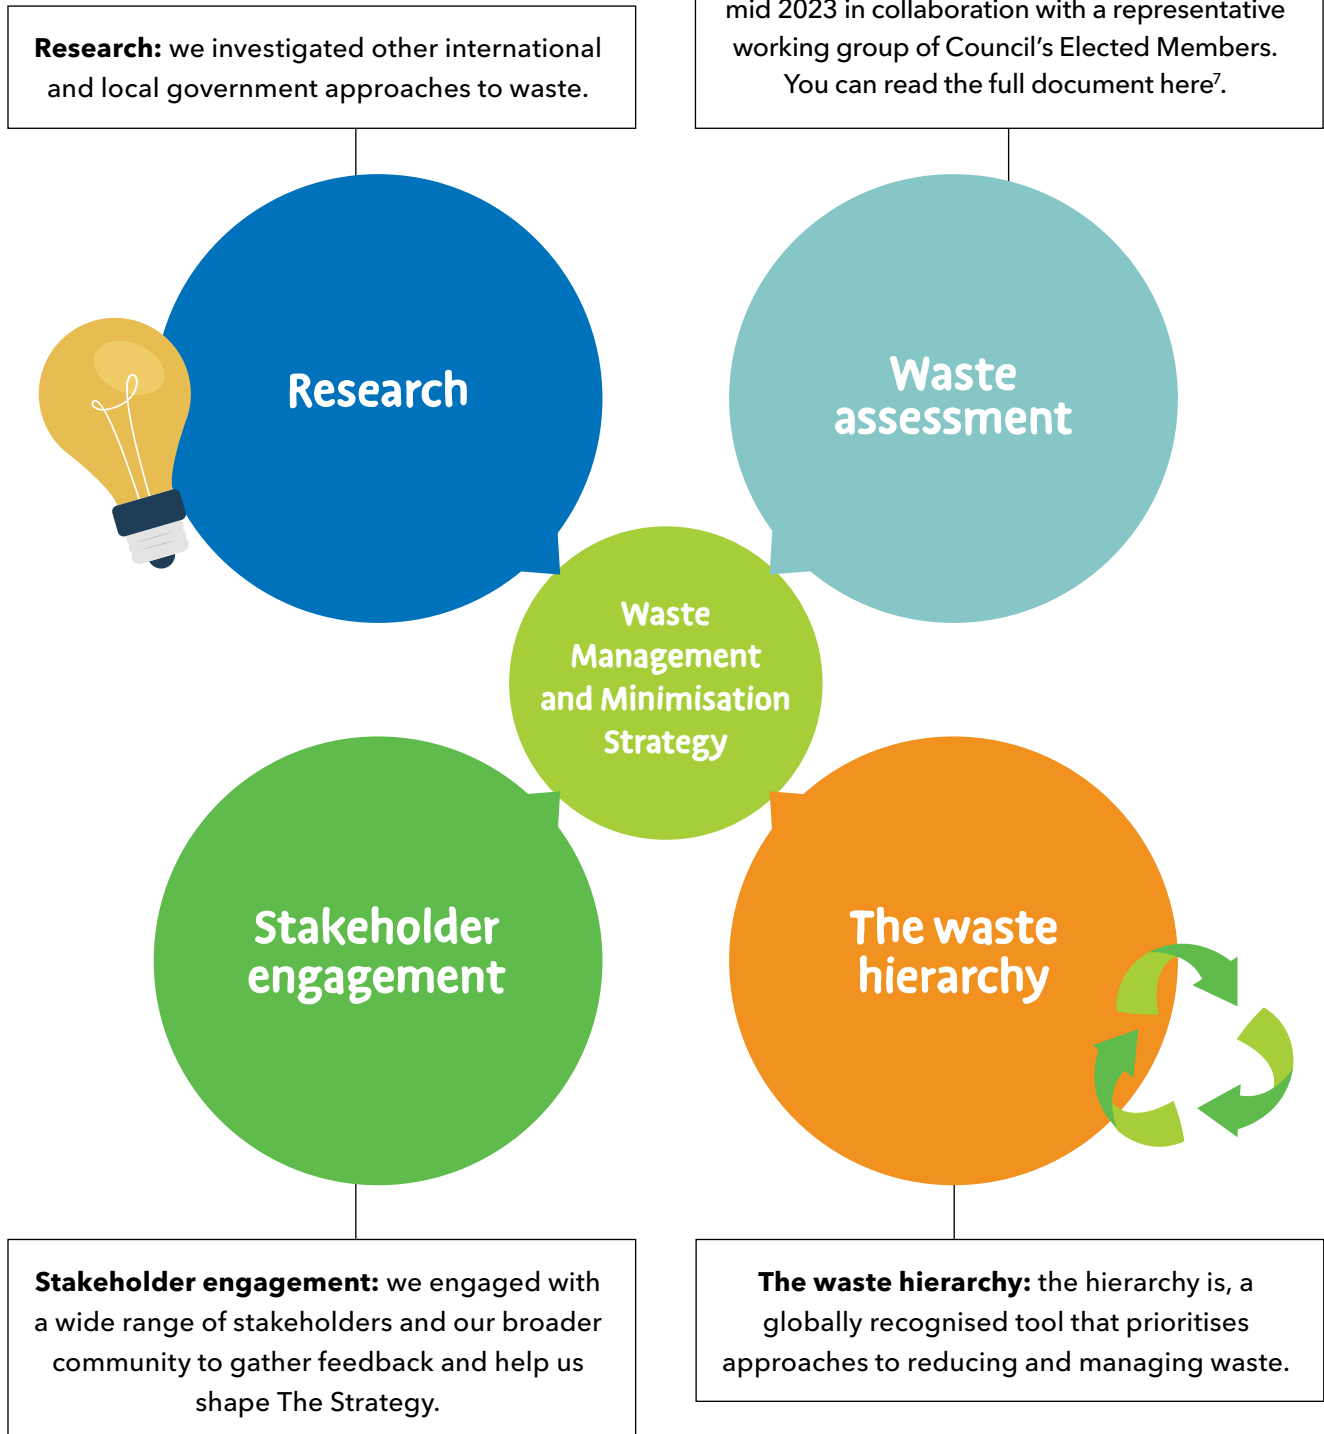 Research: we investigated other international
and local government approaches to waste.
mid 2023 in collaboration with a representative
working group of Council’s Elected Members.
You can read the full document here⁷.
Research
Waste
assessment
Waste
Management
and Minimisation
Strategy
Stakeholder
engagement
The waste
hierarchy
Stakeholder engagement: we engaged with
a wide range of stakeholders and our broader
community to gather feedback and help us
shape The Strategy.
The waste hierarchy: the hierarchy is, a
globally recognised tool that prioritises
approaches to reducing and managing waste.